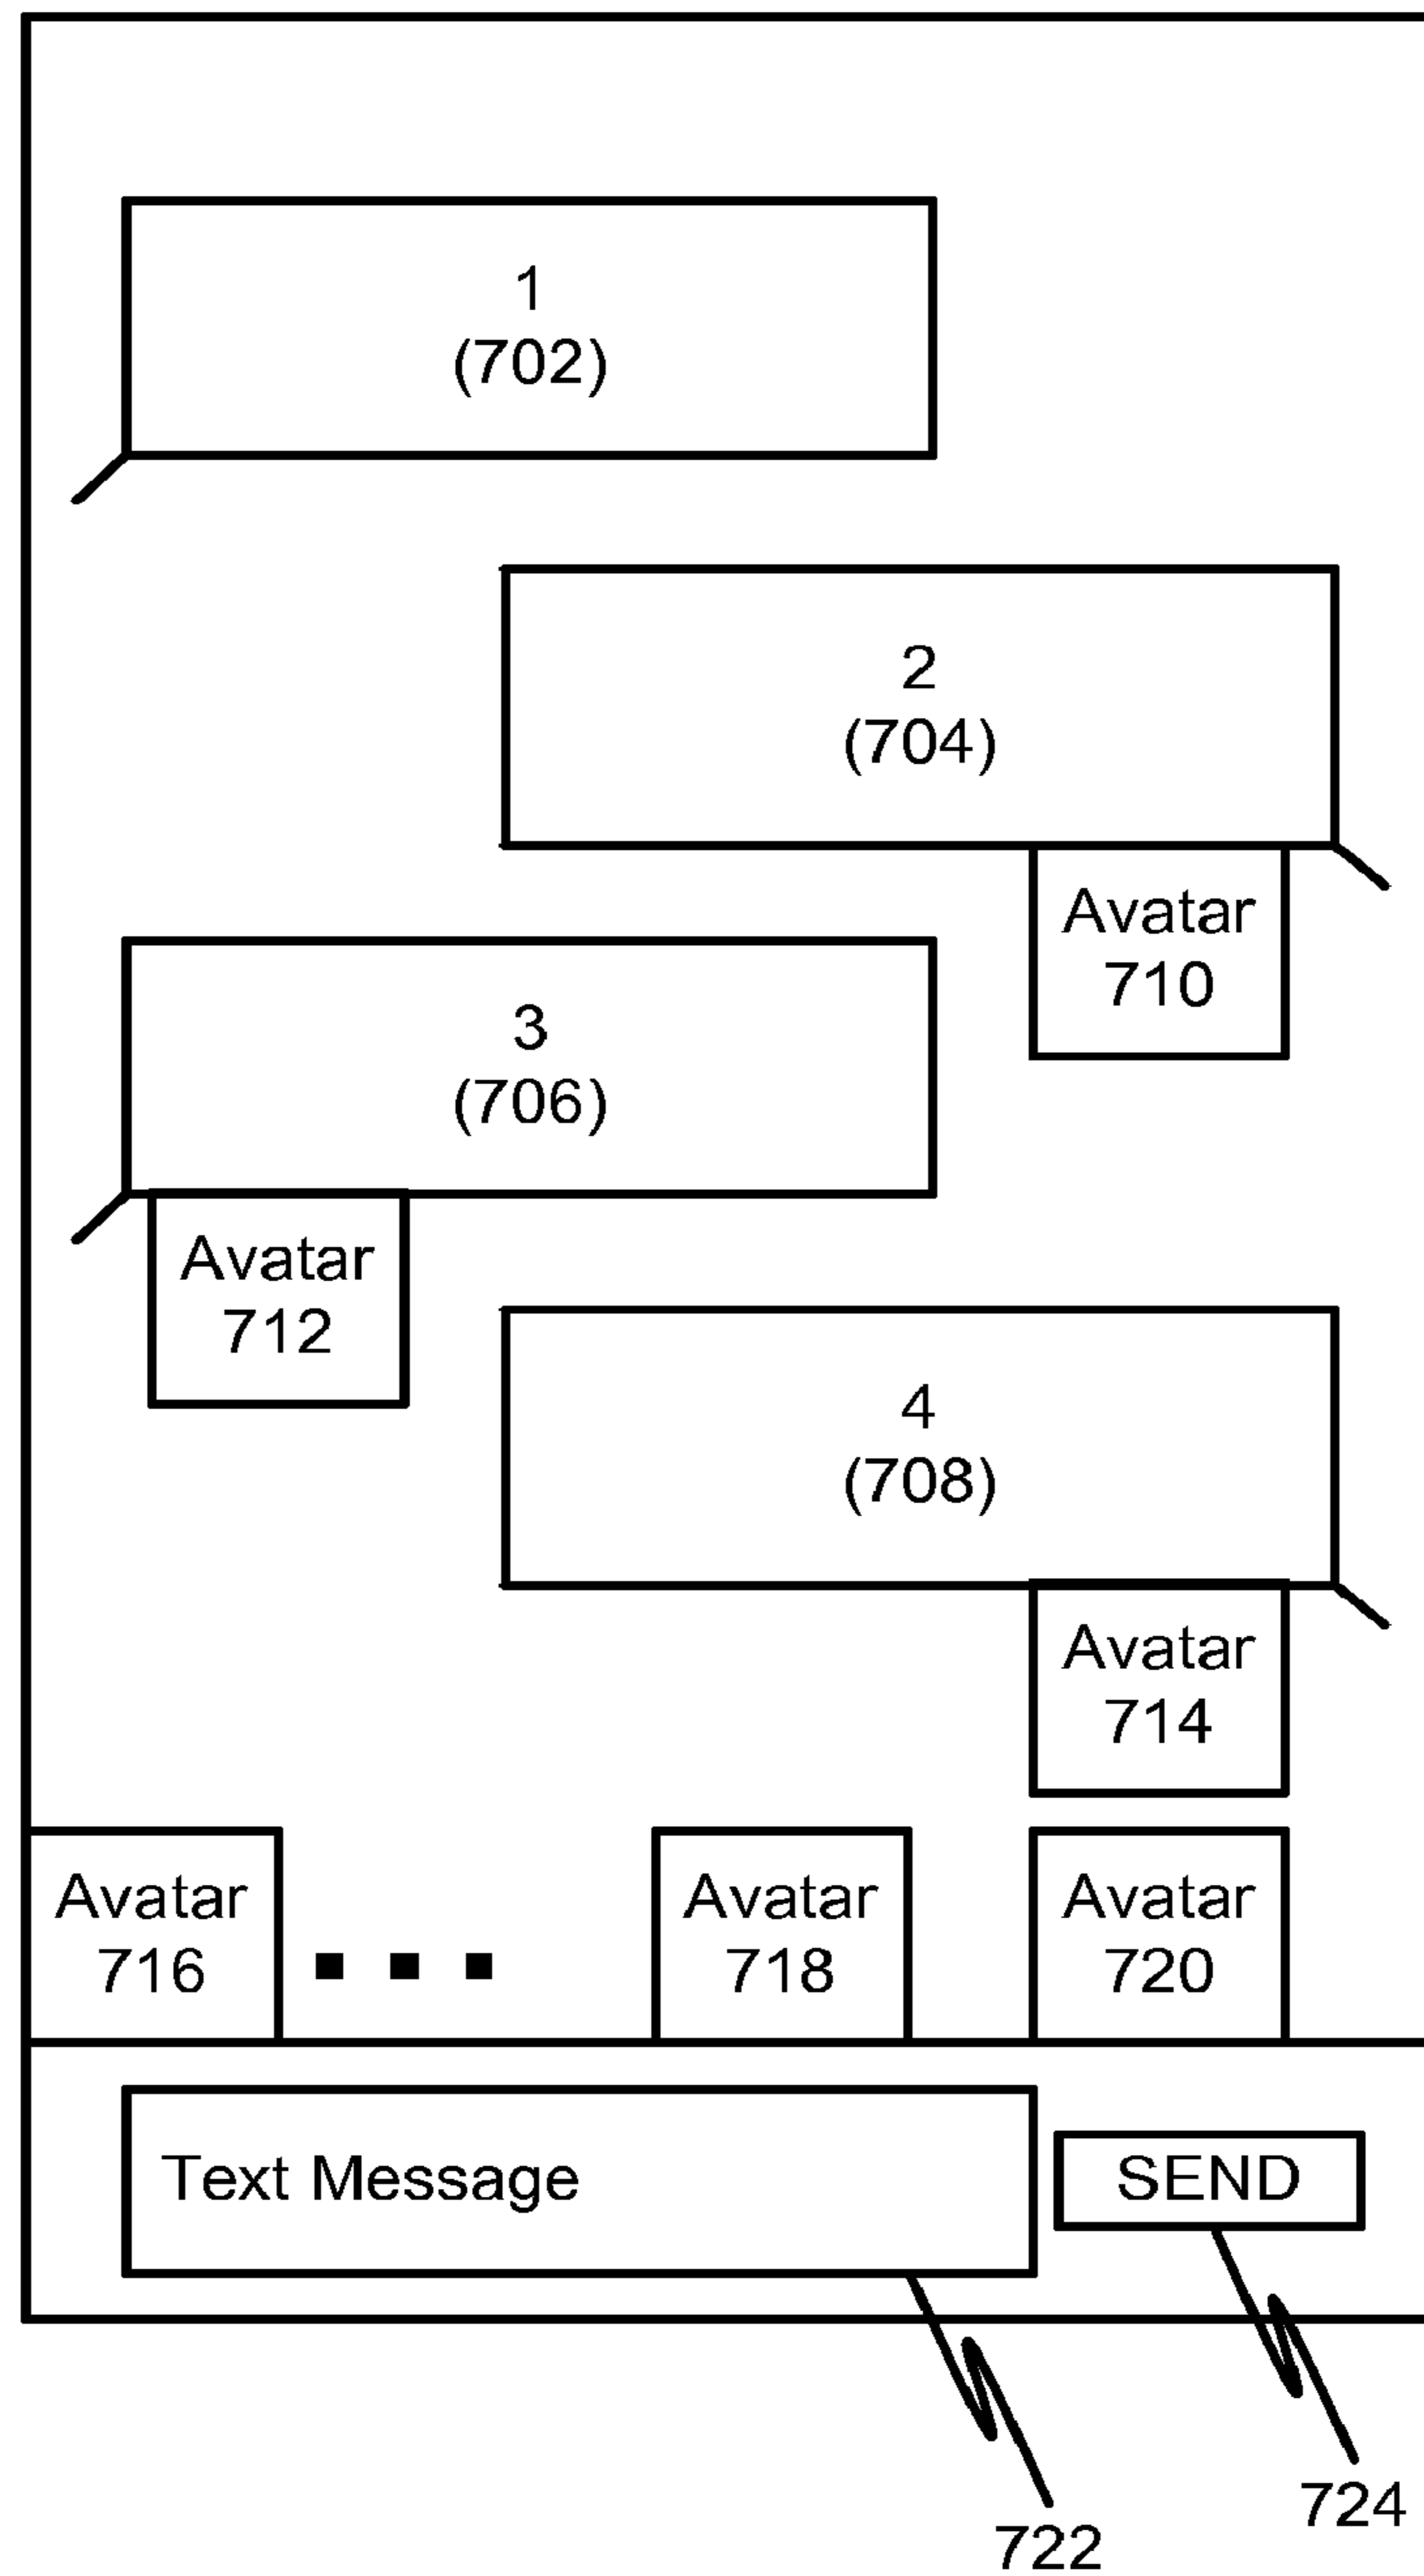 1
(702)
2
(704)
Avatar
710
3
(706)
Avatar
712
4
(708)
Avatar
714
Avatar
716
Avatar
718
Avatar
720
Text Message
SEND
722
724